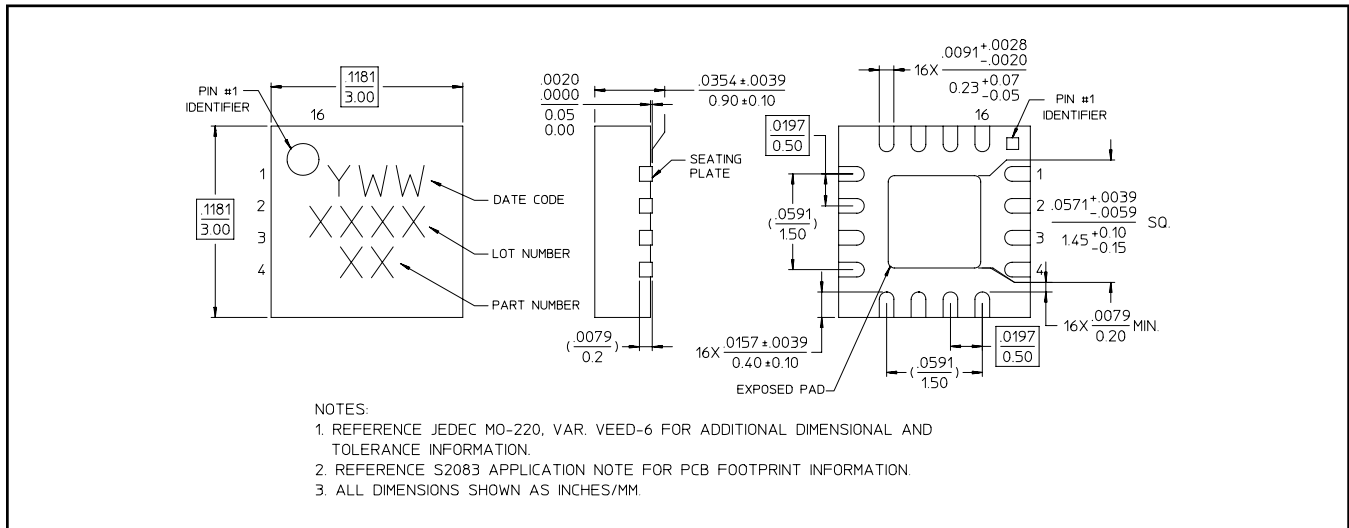 .1181
3.00
PIN #1
IDENTIFIER
16
1
2
3
4
.1181
3.00
YWW
XXXX
XX
DATE CODE
LOT NUMBER
PART NUMBER
.0020
.0000
0.05
0.00
.0354 ±.0039
0.90 ±0.10
SEATING
PLATE
(.0079
0.2)
16X .0091 +.0028 -.0020
0.23 +0.07 -0.05
16
PIN #1
IDENTIFIER
.0197
0.50
(.0591
1.50)
1
2
3
4
.0571 +.0039 -.0059
1.45 +0.10 -0.15
SQ.
16X .0157 ±.0039
0.40 ±0.10
EXPOSED PAD
(.0591
1.50)
.0197
0.50
16X .0079 MIN.
0.20
NOTES:
1. REFERENCE JEDEC MO-220, VAR. VEED-6 FOR ADDITIONAL DIMENSIONAL AND
TOLERANCE INFORMATION.
2. REFERENCE S2083 APPLICATION NOTE FOR PCB FOOTPRINT INFORMATION.
3. ALL DIMENSIONS SHOWN AS INCHES/MM.